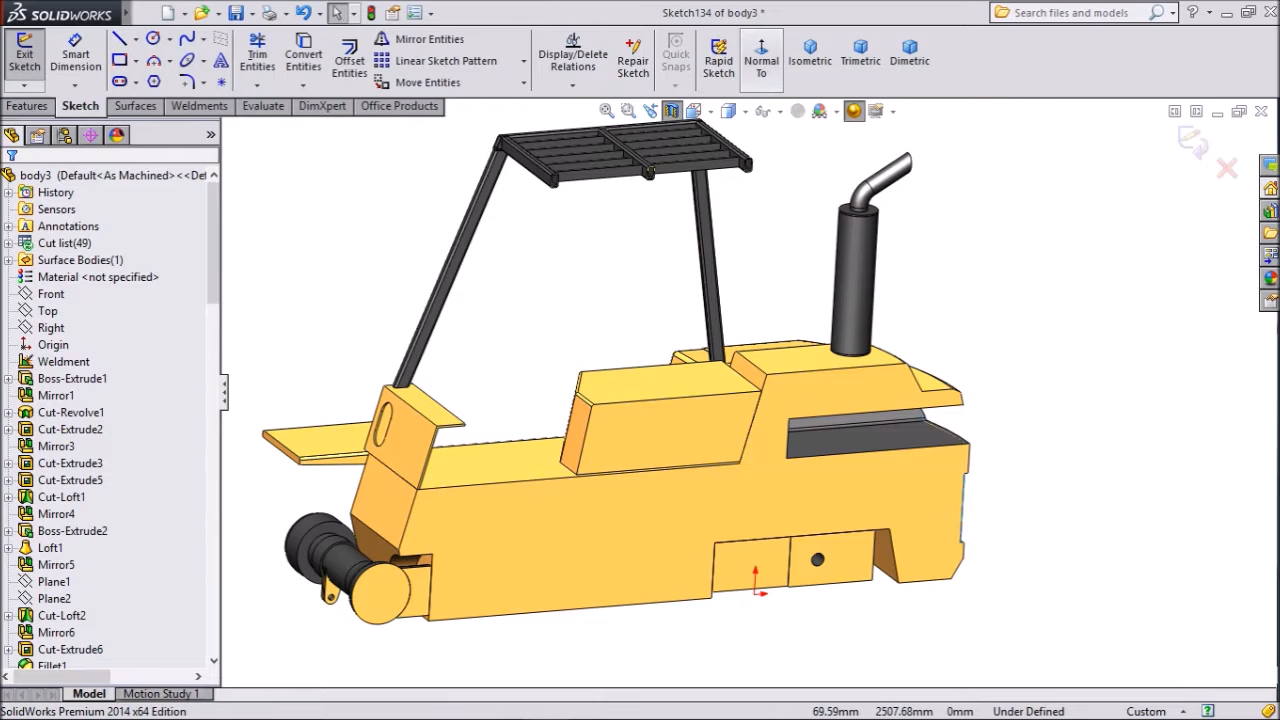 SOLIDWORKS
Sketch134 of body3 *
Search files and models
Exit Sketch
Smart Dimension
Trim Entities
Convert Entities
Offset Entities
Mirror Entities
Linear Sketch Pattern
Move Entities
Display/Delete Relations
Repair Sketch
Quick Snaps
Rapid Sketch
Normal To
Isometric
Trimetric
Dimetric
Features
Sketch
Surfaces
Weldments
Evaluate
DimXpert
Office Products
body3 (Default<As Machined><<De
History
Sensors
Annotations
Cut list(49)
Surface Bodies(1)
Material <not specified>
Front
Top
Right
Origin
Weldment
Boss-Extrude1
Mirror1
Cut-Revolve1
Cut-Extrude2
Mirror3
Cut-Extrude3
Cut-Extrude5
Cut-Loft1
Mirror4
Boss-Extrude2
Loft1
Mirror5
Plane1
Plane2
Cut-Loft2
Mirror6
Cut-Extrude6
Fillet1
Model
Motion Study 1
SolidWorks Premium 2014 x64 Edition
69.59mm
2507.68mm
0mm
Under Defined
Custom